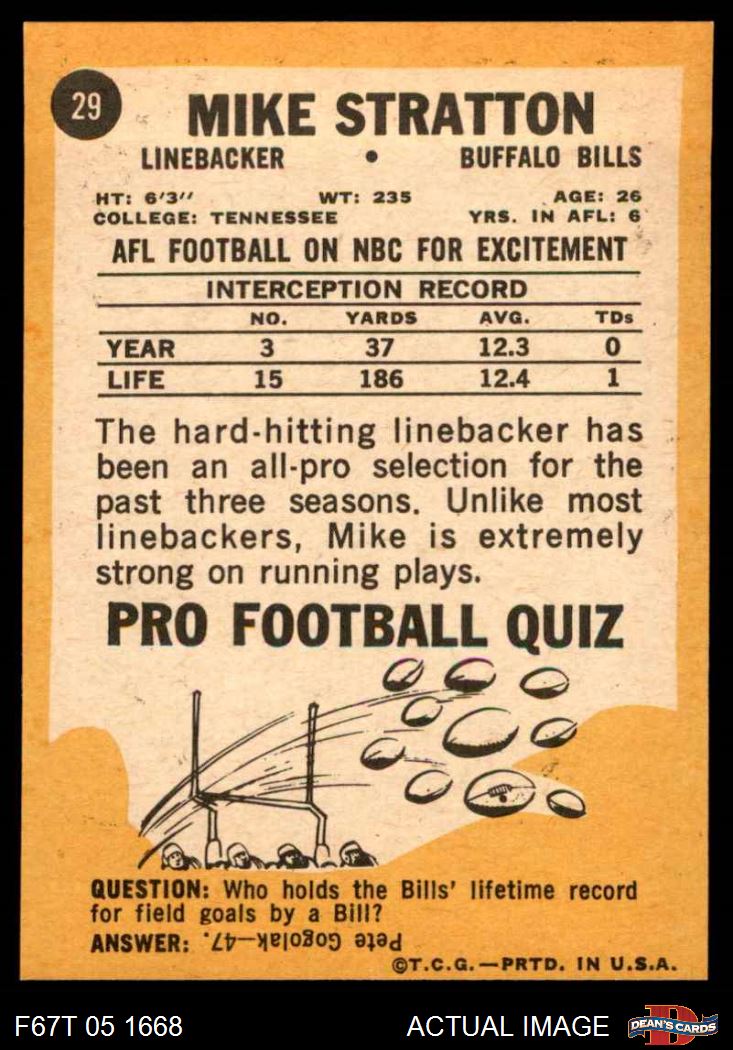 29
MIKE STRATTON
LINEBACKER • BUFFALO BILLS
HT: 6'3'' WT: 235 AGE: 26
COLLEGE: TENNESSEE YRS. IN AFL: 6
AFL FOOTBALL ON NBC FOR EXCITEMENT
INTERCEPTION RECORD
NO. YARDS AVG. TDs
YEAR 3 37 12.3 0
LIFE 15 186 12.4 1
The hard-hitting linebacker has
been an all-pro selection for the
past three seasons. Unlike most
linebackers, Mike is extremely
strong on running plays.
PRO FOOTBALL QUIZ
QUESTION: Who holds the Bills' lifetime record
for field goals by a Bill?
ANSWER: Pete Gogolak—47.
©T.C.G.—PRTD. IN U.S.A.
F67T 05 1668 ACTUAL IMAGE D DEAN'S CARDS